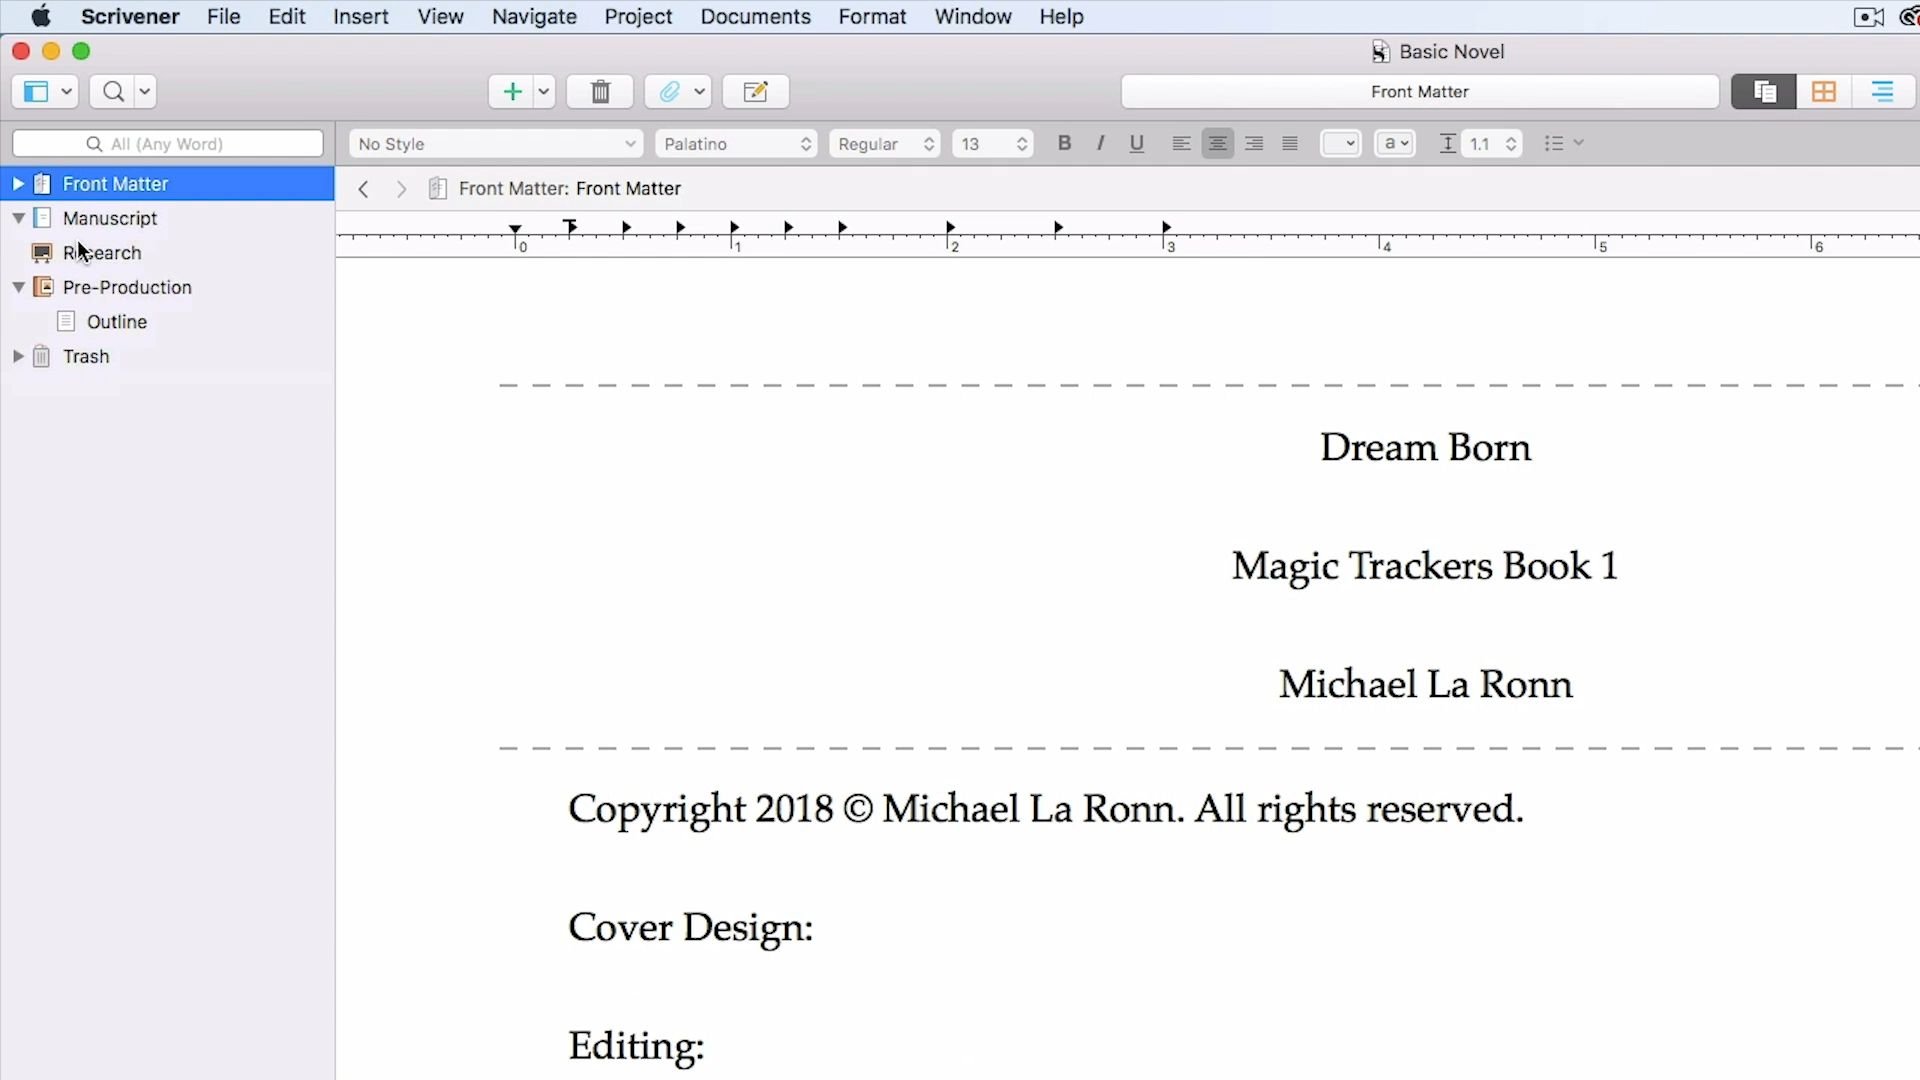 Scrivener File Edit Insert View Navigate Project Documents Format Window Help
Basic Novel
Front Matter
All (Any Word)
No Style Palatino Regular 13 B I U a 1.1
Front Matter
Manuscript
Research
Pre-Production
Outline
Trash
Front Matter: Front Matter
0 1 2 3 4 5 6
Dream Born
Magic Trackers Book 1
Michael La Ronn
Copyright 2018 © Michael La Ronn. All rights reserved.
Cover Design:
Editing: